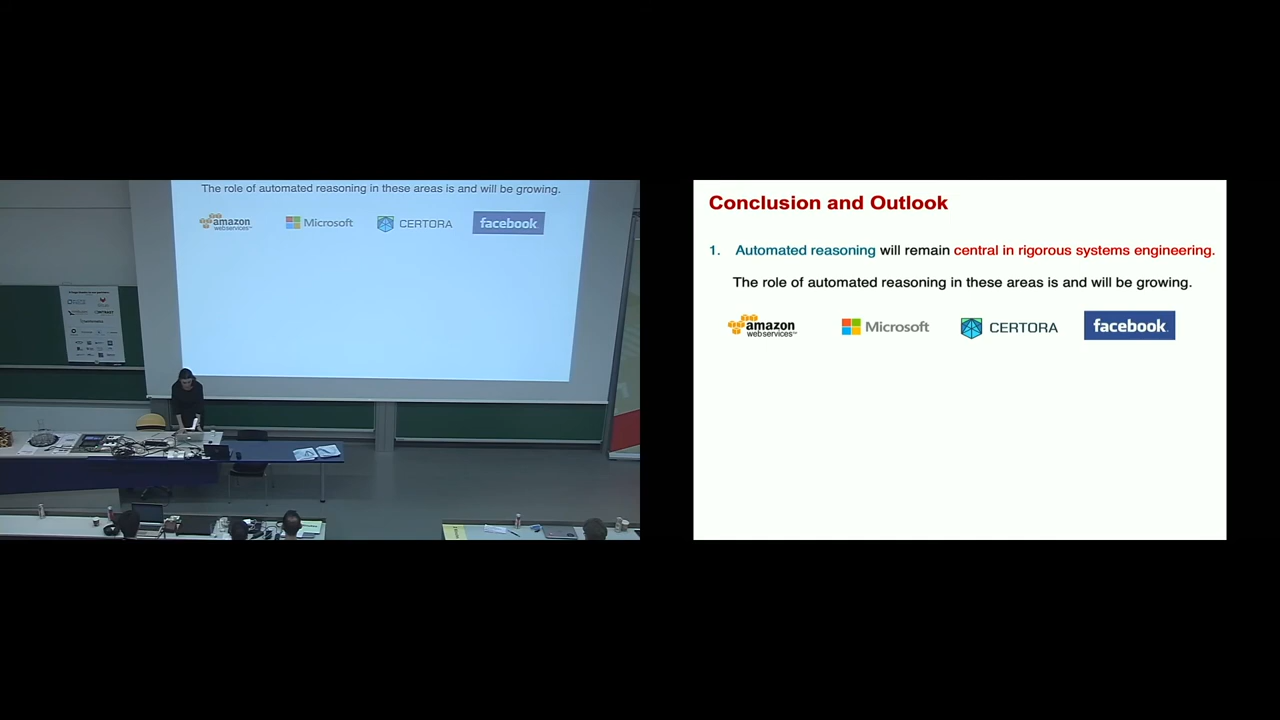 The role of automated reasoning in these areas is and will be growing.
amazon
webservices™
Microsoft
CERTORA
facebook
Conclusion and Outlook
1. Automated reasoning will remain central in rigorous systems engineering.
The role of automated reasoning in these areas is and will be growing.
amazon
webservices™
Microsoft
CERTORA
facebook